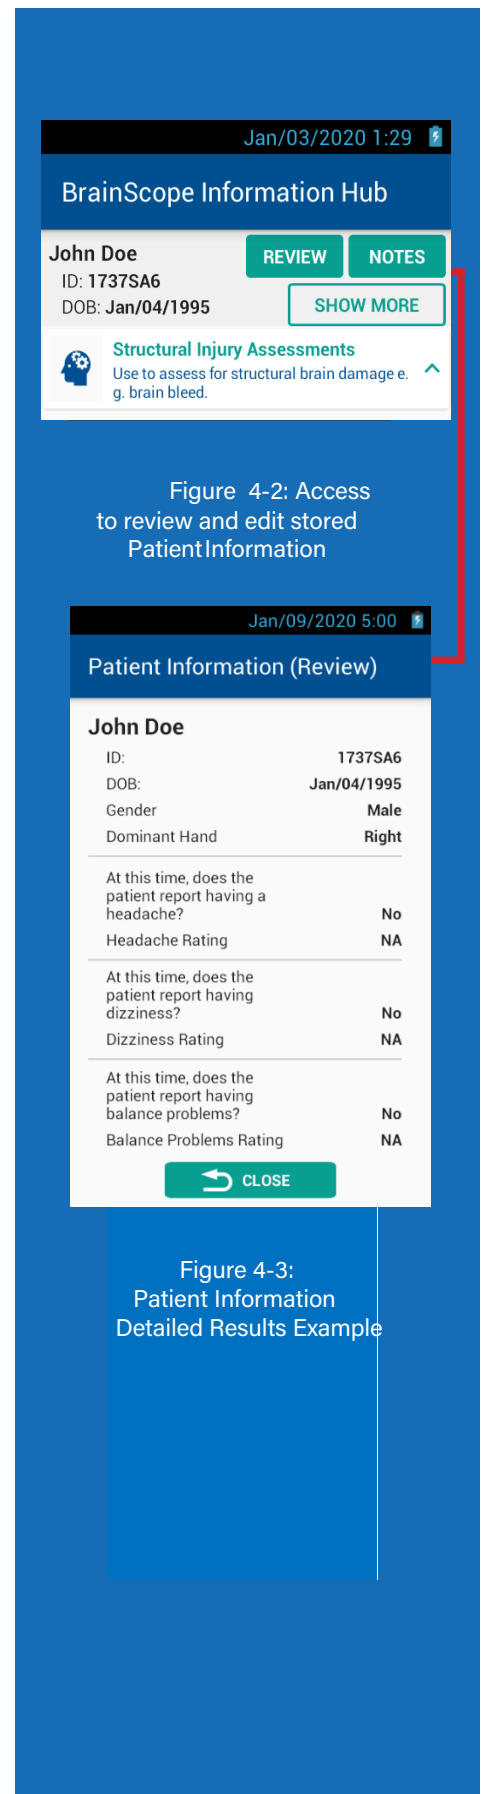 Jan/03/2020 1:29
BrainScope Information Hub
John Doe
REVIEW
NOTES
ID: 1737SA6
DOB: Jan/04/1995
SHOW MORE
Structural Injury Assessments
Use to assess for structural brain damage e.
g. brain bleed.
Figure 4-2: Access
to review and edit stored
Patient Information
Jan/09/2020 5:00
Patient Information (Review)
John Doe
ID: 1737SA6
DOB: Jan/04/1995
Gender Male
Dominant Hand Right
At this time, does the
patient report having a
headache? No
Headache Rating NA
At this time, does the
patient report having
dizziness? No
Dizziness Rating NA
At this time, does the
patient report having
balance problems? No
Balance Problems Rating NA
CLOSE
Figure 4-3:
Patient Information
Detailed Results Example